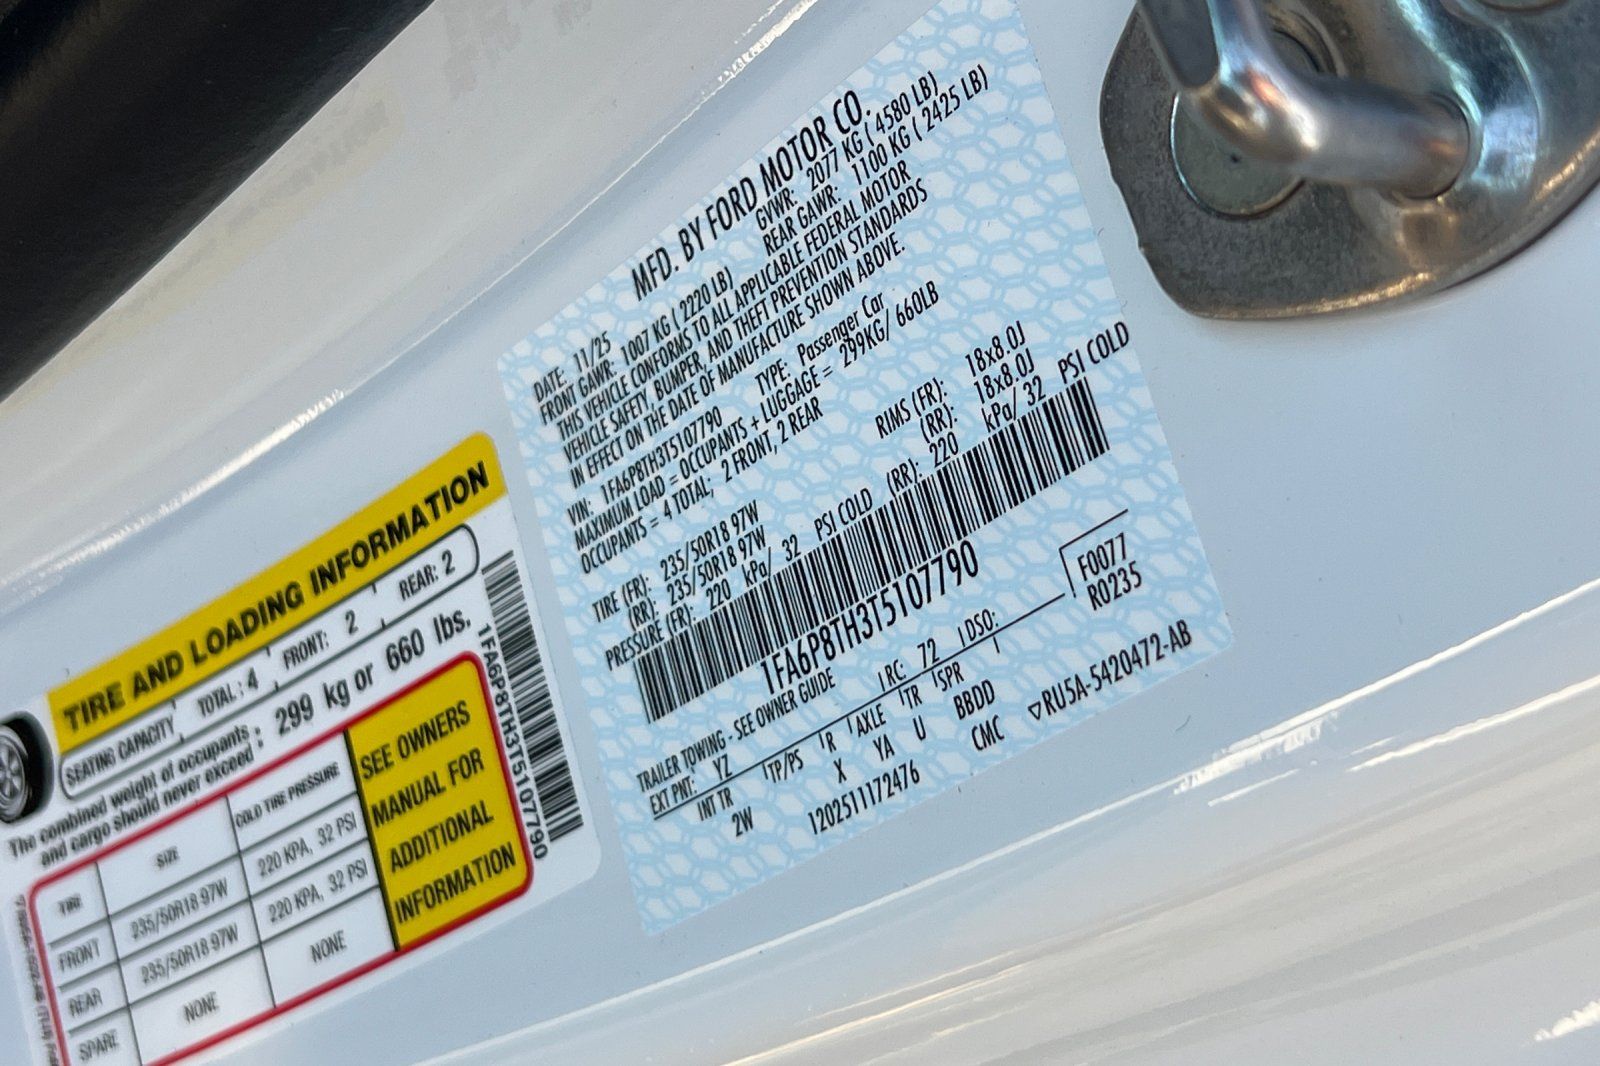 MFD. BY FORD MOTOR CO.
DATE: 11/25 GVWR: 2077 KG ( 4580 LB)
FRONT GAWR: 1007 KG ( 2220 LB) REAR GAWR: 1100 KG ( 2425 LB)
THIS VEHICLE CONFORMS TO ALL APPLICABLE FEDERAL MOTOR
VEHICLE SAFETY, BUMPER, AND THEFT PREVENTION STANDARDS
IN EFFECT ON THE DATE OF MANUFACTURE SHOWN ABOVE.
VIN: 1FA6P8TH3T5107790 TYPE: Passenger Car
MAXIMUM LOAD = OCCUPANTS + LUGGAGE = 299KG/ 660LB
OCCUPANTS = 4 TOTAL; 2 FRONT, 2 REAR
TIRE (FR): 235/50R18 97W RIMS (FR): 18x8.0J
(RR): 235/50R18 97W (RR): 18x8.0J
PRESSURE (FR): 220 kPa/ 32 PSI COLD (RR): 220 kPa/ 32 PSI COLD
1FA6P8TH3T5107790
TRAILER TOWING - SEE OWNER GUIDE
EXT PNT: YZ RC: 72 DSO: F0077
R0235
INT TR TP/PS R AXLE TR SPR
2W X YA U BBDD
1202511172476 CMC
▽RU5A-5420472-AB
TIRE AND LOADING INFORMATION
SEATING CAPACITY TOTAL: 4 FRONT: 2 REAR: 2
The combined weight of occupants
and cargo should never exceed : 299 kg or 660 lbs.
TIRE SIZE COLD TIRE PRESSURE
FRONT 235/50R18 97W 220 KPA, 32 PSI
REAR 235/50R18 97W 220 KPA, 32 PSI
SPARE NONE NONE
SEE OWNERS
MANUAL FOR
ADDITIONAL
INFORMATION
1FA6P8TH3T5107790